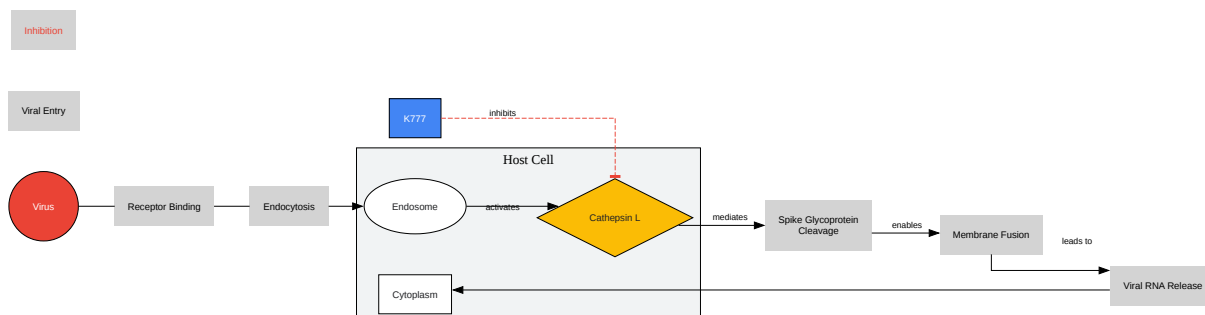 Inhibition
Viral Entry
K777
inhibits
Host Cell
Virus
Receptor Binding
Endocytosis
Endosome
activates
Cathepsin L
mediates
Spike Glycoprotein
Cleavage
enables
Membrane Fusion
leads to
Cytoplasm
Viral RNA Release